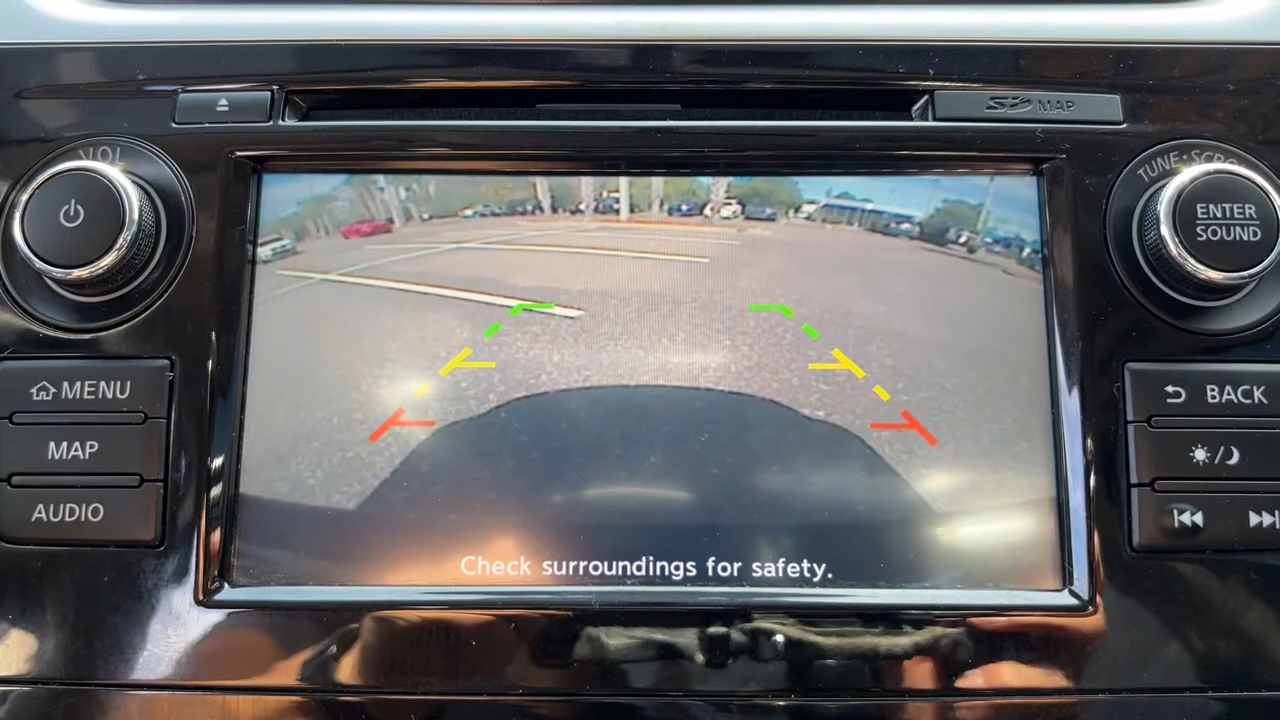 SD MAP
VOL
TUNE·SCRO
ENTER
SOUND
MENU
MAP
AUDIO
BACK
Check surroundings for safety.